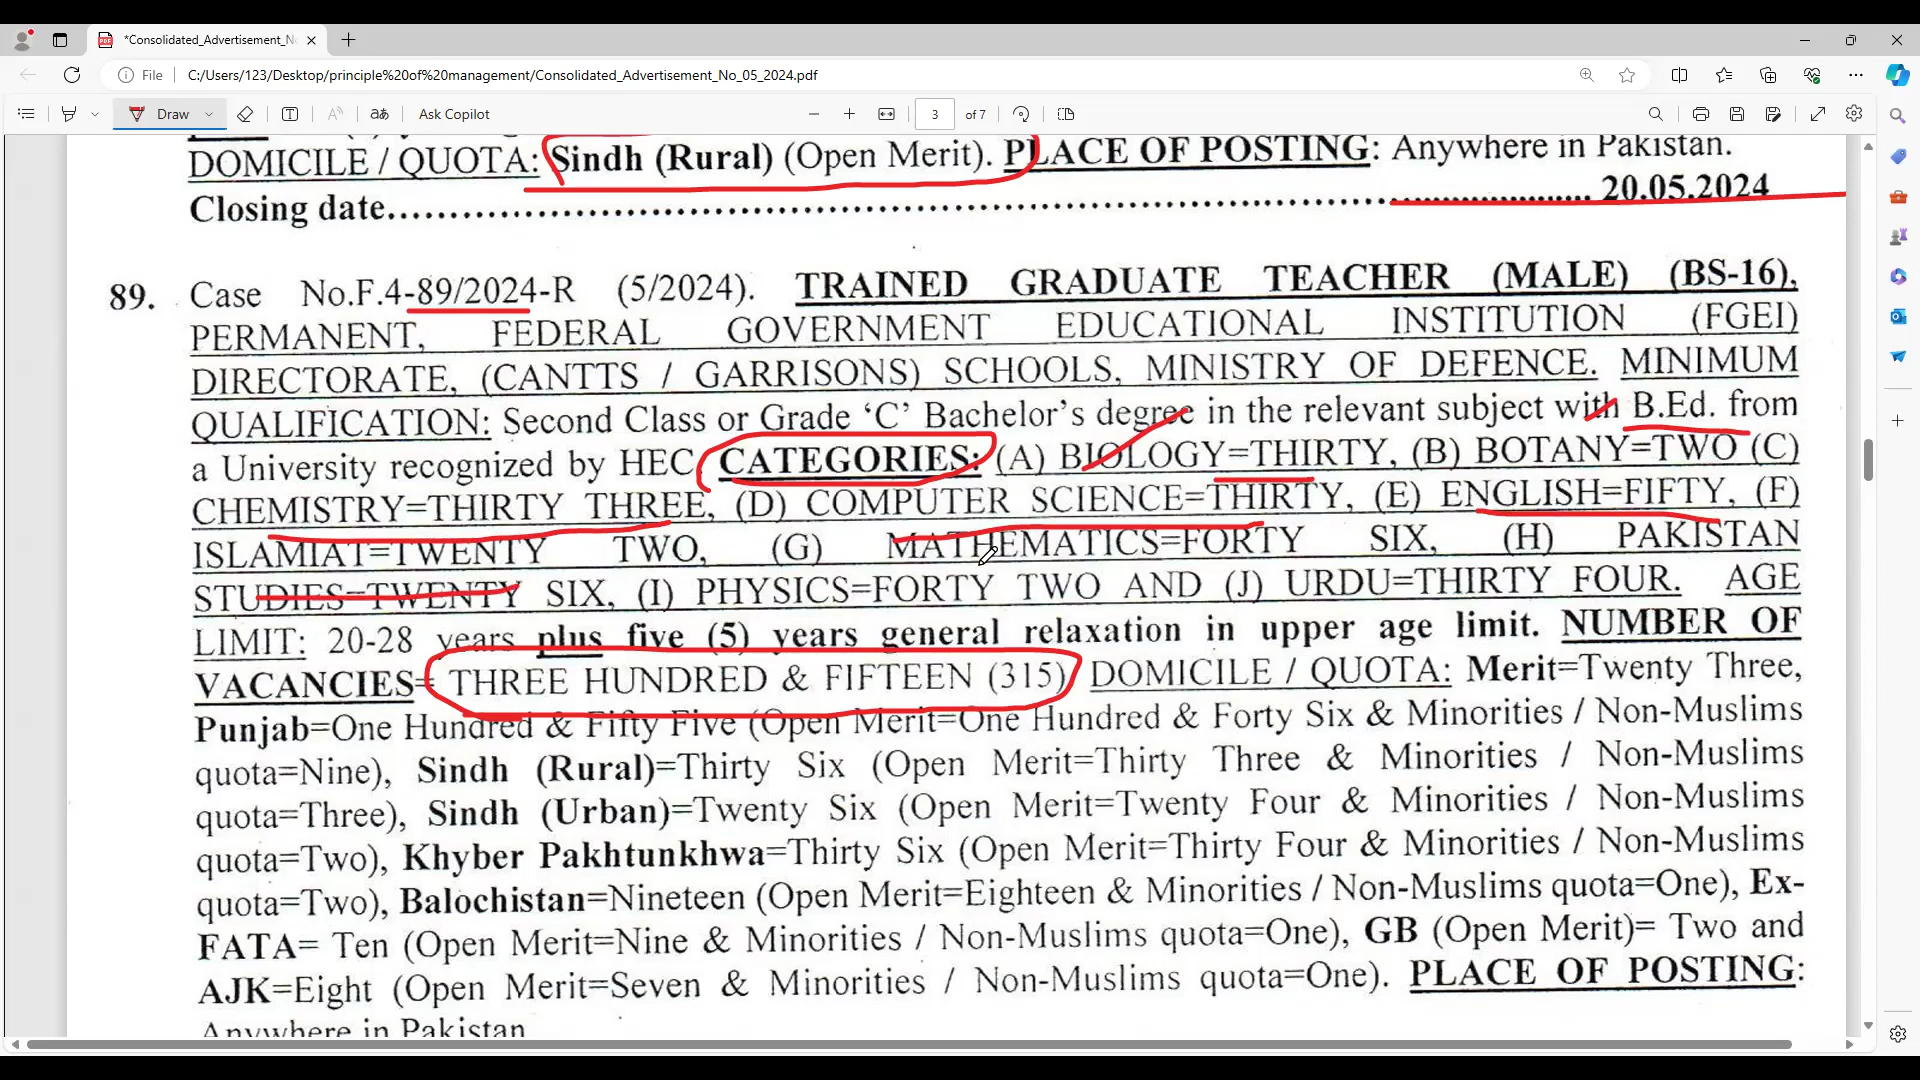 *Consolidated_Advertisement_N
File C:/Users/123/Desktop/principle%20of%20management/Consolidated_Advertisement_No_05_2024.pdf
Draw Ask Copilot 3 of 7
DOMICILE / QUOTA: Sindh (Rural) (Open Merit). PLACE OF POSTING: Anywhere in Pakistan.
Closing date.................................................................................................... 20.05.2024
89. Case No.F.4-89/2024-R (5/2024). TRAINED GRADUATE TEACHER (MALE) (BS-16),
PERMANENT, FEDERAL GOVERNMENT EDUCATIONAL INSTITUTION (FGEI)
DIRECTORATE, (CANTTS / GARRISONS) SCHOOLS, MINISTRY OF DEFENCE. MINIMUM
QUALIFICATION: Second Class or Grade ‘C’ Bachelor’s degree in the relevant subject with B.Ed. from
a University recognized by HEC CATEGORIES: (A) BIOLOGY=THIRTY, (B) BOTANY=TWO (C)
CHEMISTRY=THIRTY THREE, (D) COMPUTER SCIENCE=THIRTY, (E) ENGLISH=FIFTY, (F)
ISLAMIAT=TWENTY TWO, (G) MATHEMATICS=FORTY SIX, (H) PAKISTAN
STUDIES=TWENTY SIX, (I) PHYSICS=FORTY TWO AND (J) URDU=THIRTY FOUR. AGE
LIMIT: 20-28 years plus five (5) years general relaxation in upper age limit. NUMBER OF
VACANCIES= THREE HUNDRED & FIFTEEN (315) DOMICILE / QUOTA: Merit=Twenty Three,
Punjab=One Hundred & Fifty Five (Open Merit=One Hundred & Forty Six & Minorities / Non-Muslims
quota=Nine), Sindh (Rural)=Thirty Six (Open Merit=Thirty Three & Minorities / Non-Muslims
quota=Three), Sindh (Urban)=Twenty Six (Open Merit=Twenty Four & Minorities / Non-Muslims
quota=Two), Khyber Pakhtunkhwa=Thirty Six (Open Merit=Thirty Four & Minorities / Non-Muslims
quota=Two), Balochistan=Nineteen (Open Merit=Eighteen & Minorities / Non-Muslims quota=One), Ex-
FATA= Ten (Open Merit=Nine & Minorities / Non-Muslims quota=One), GB (Open Merit)= Two and
AJK=Eight (Open Merit=Seven & Minorities / Non-Muslims quota=One). PLACE OF POSTING:
Anywhere in Pakistan